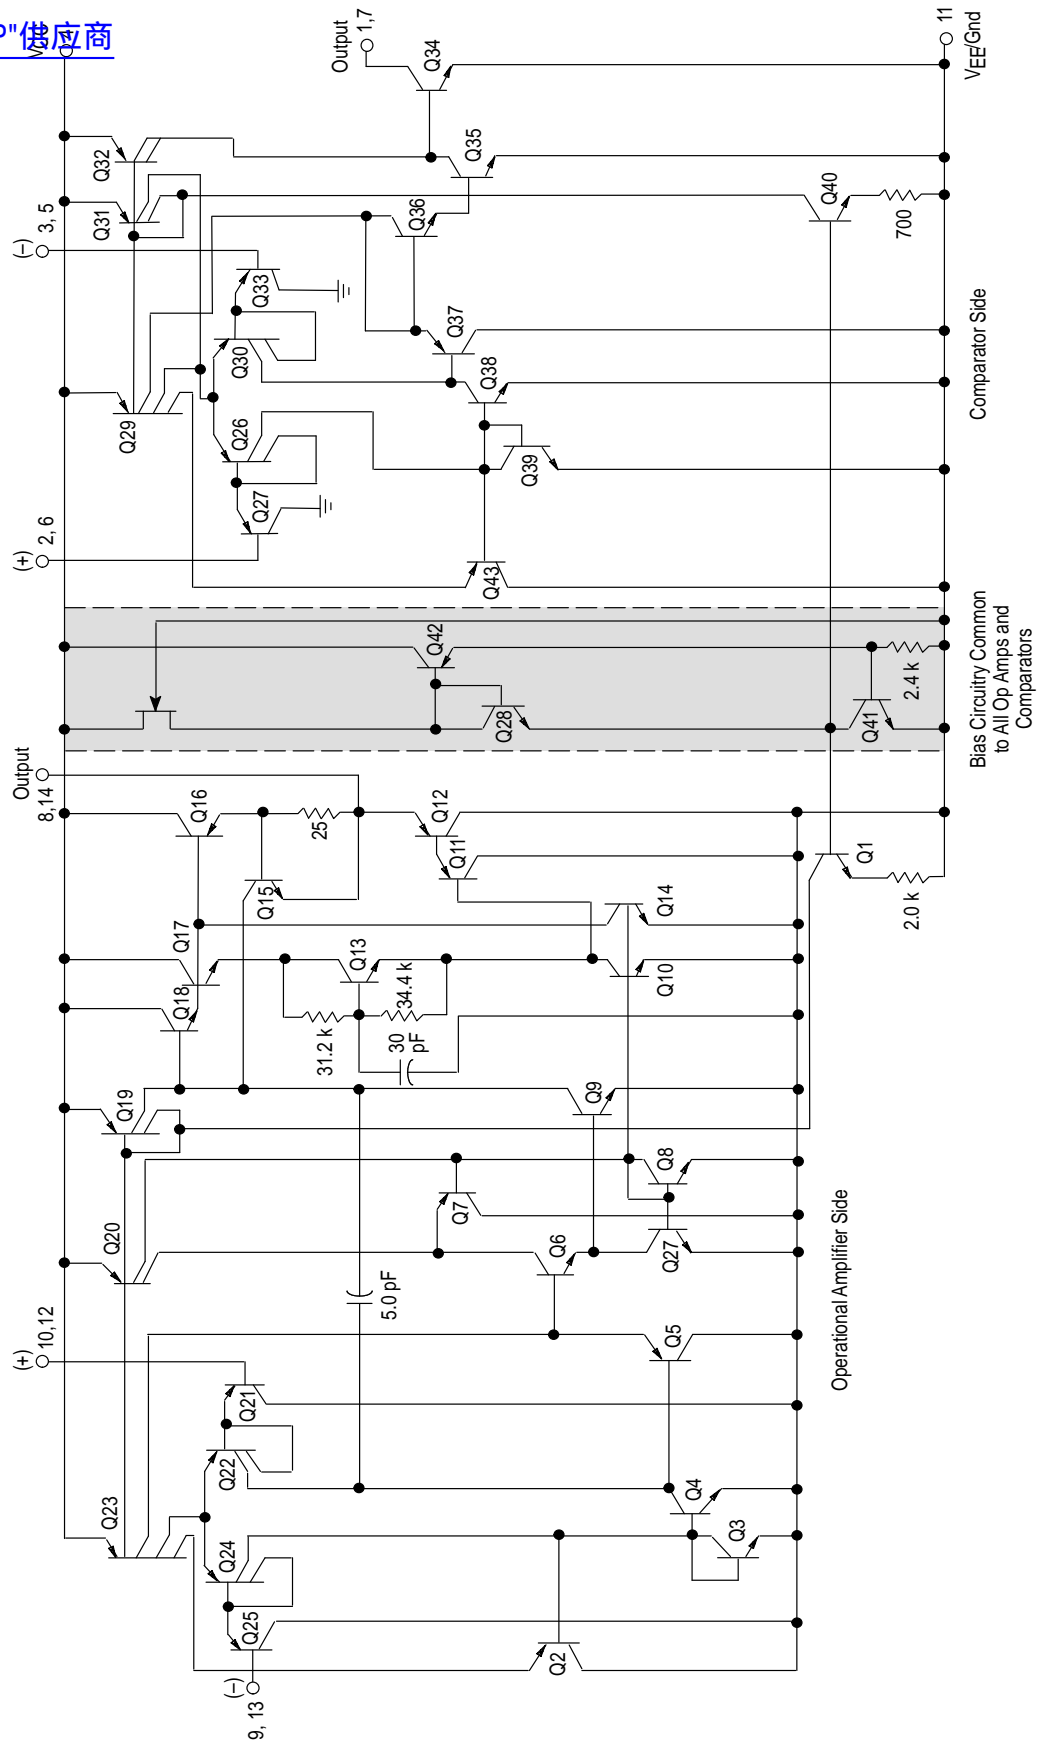 P"供应商
VCC
4
(–)
3, 5
(+)
2, 6
Output
8,14
(+)
10,12
(–)
9, 13
Output
1,7
11
VEE/Gnd
Q32
Q31
Q29
Q33
Q30
Q26
Q27
Q34
Q35
Q36
Q37
Q38
Q39
Q43
Q40
700
Comparator Side
Q42
Q28
Q41
2.4 k
Bias Circuitry Common
to All Op Amps and
Comparators
Q16
25
Q15
Q12
Q11
Q17
Q18
Q13
31.2 k
34.4 k
30
pF
Q14
Q10
Q1
2.0 k
Q19
Q9
Q20
Q7
Q8
Q27
Q6
5.0 pF
Q5
Q21
Q22
Q23
Q24
Q25
Q4
Q3
Q2
Operational Amplifier Side